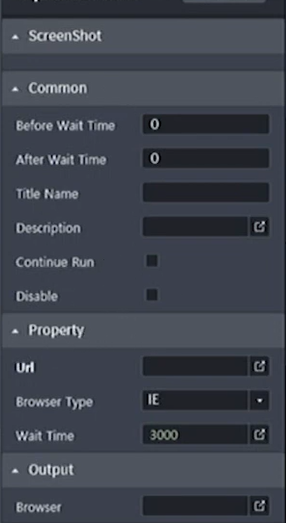 ScreenShot
Common
Before Wait Time 0
After Wait Time 0
Title Name
Description
Continue Run
Disable
Property
Url
Browser Type IE
Wait Time 3000
Output
Browser